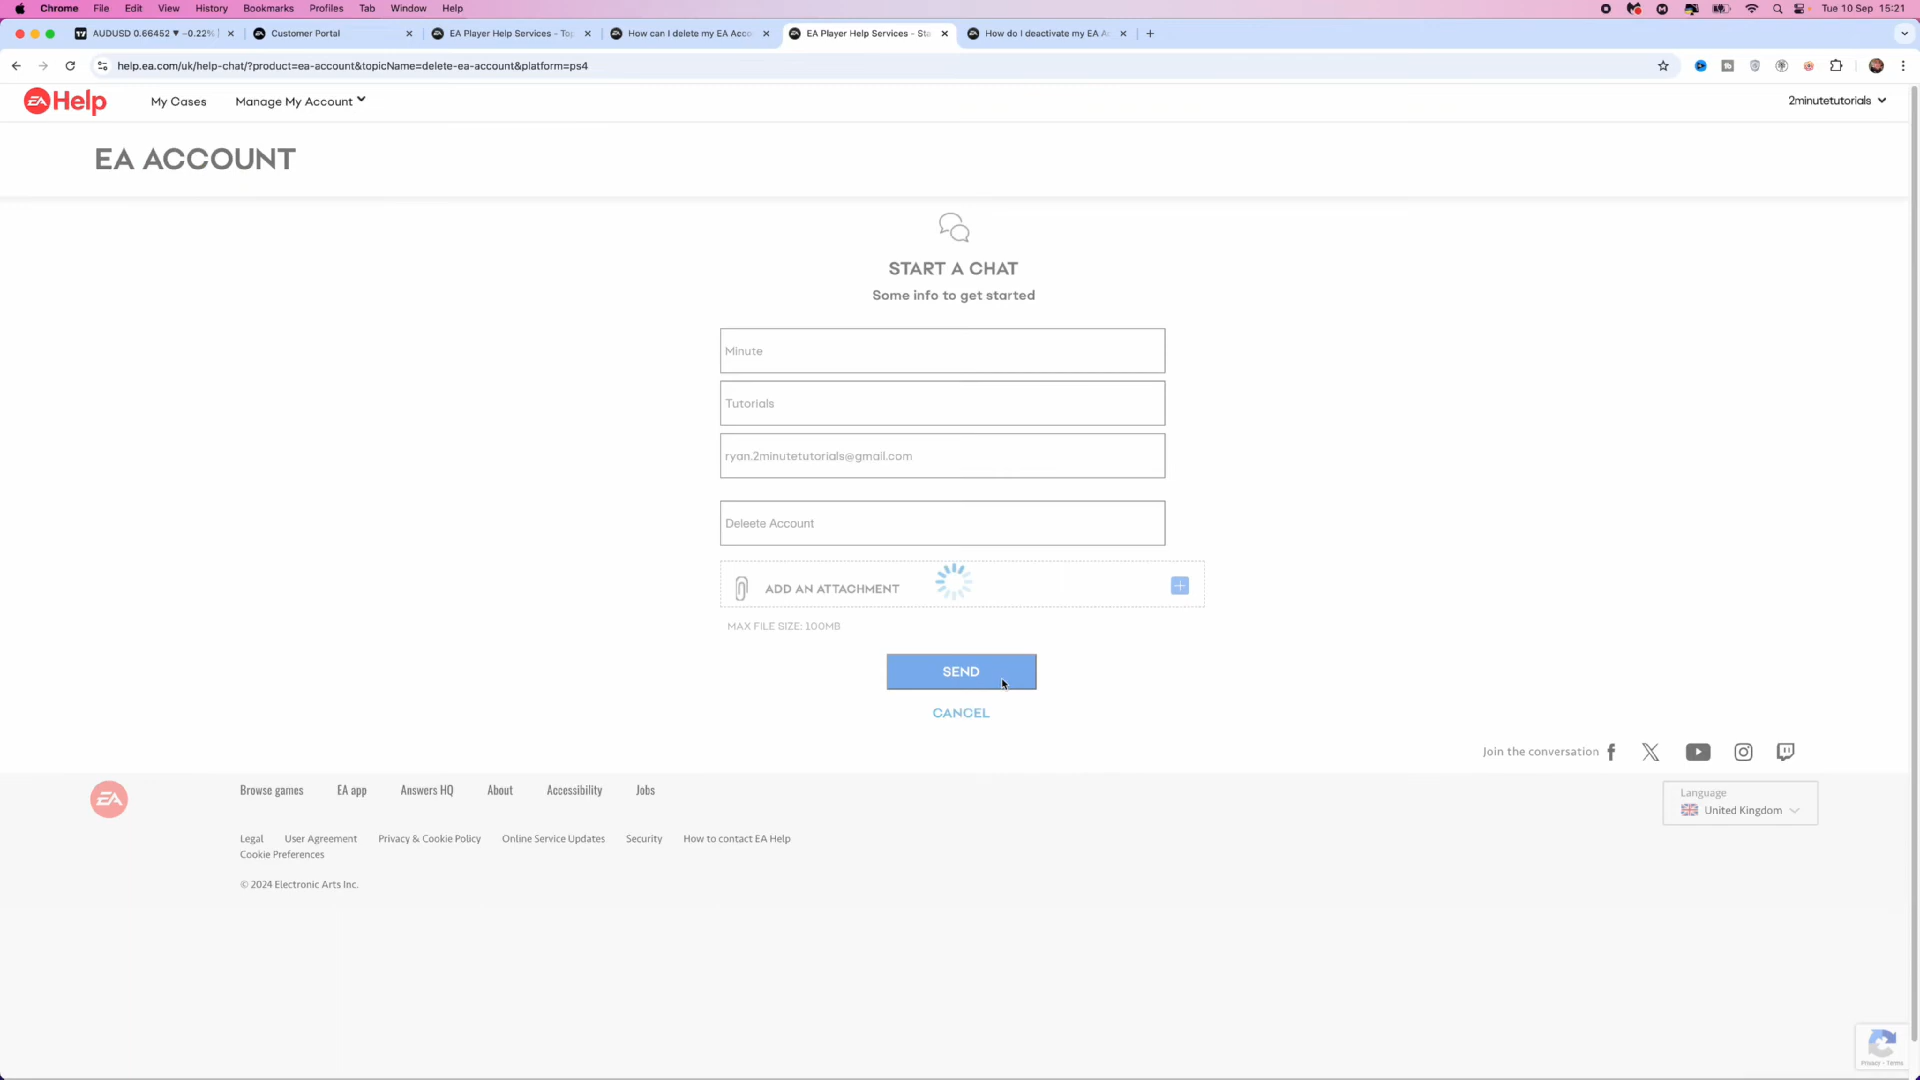 Chrome File Edit View History Bookmarks Profiles Tab Window Help Tue 10 Sep 15:21
AUDUSD 0.66452 ▼ −0.22% Customer Portal EA Player Help Services - To How can I delete my EA Acco EA Player Help Services - Sta How do I deactivate my EA A
help.ea.com/uk/help-chat/?product=ea-account&topicName=delete-ea-account&platform=ps4
EA Help My Cases Manage My Account 2minutetutorials
EA ACCOUNT
START A CHAT
Some info to get started
Minute
Tutorials
ryan.2minutetutorials@gmail.com
Deleete Account
ADD AN ATTACHMENT
MAX FILE SIZE: 100MB
SEND
CANCEL
Join the conversation
EA Browse games EA app Answers HQ About Accessibility Jobs
Language
United Kingdom
Legal User Agreement Privacy & Cookie Policy Online Service Updates Security How to contact EA Help
Cookie Preferences
© 2024 Electronic Arts Inc.
Privacy - Terms